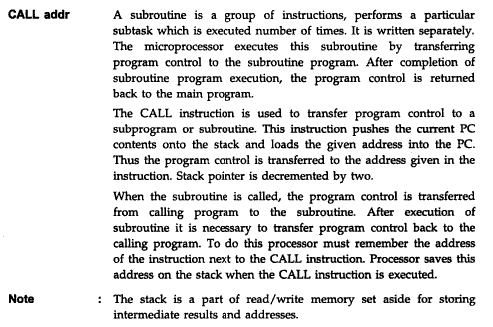 CALL addr A subroutine is a group of instructions, performs a particular
subtask which is executed number of times. It is written separately.
The microprocessor executes this subroutine by transferring
program control to the subroutine program. After completion of
subroutine program execution, the program control is returned
back to the main program.
The CALL instruction is used to transfer program control to a
subprogram or subroutine. This instruction pushes the current PC
contents onto the stack and loads the given address into the PC.
Thus the program control is transferred to the address given in the
instruction. Stack pointer is decremented by two.
When the subroutine is called, the program control is transferred
from calling program to the subroutine. After execution of
subroutine it is necessary to transfer program control back to the
calling program. To do this processor must remember the address
of the instruction next to the CALL instruction. Processor saves this
address on the stack when the CALL instruction is executed.
Note : The stack is a part of read/write memory set aside for storing
intermediate results and addresses.